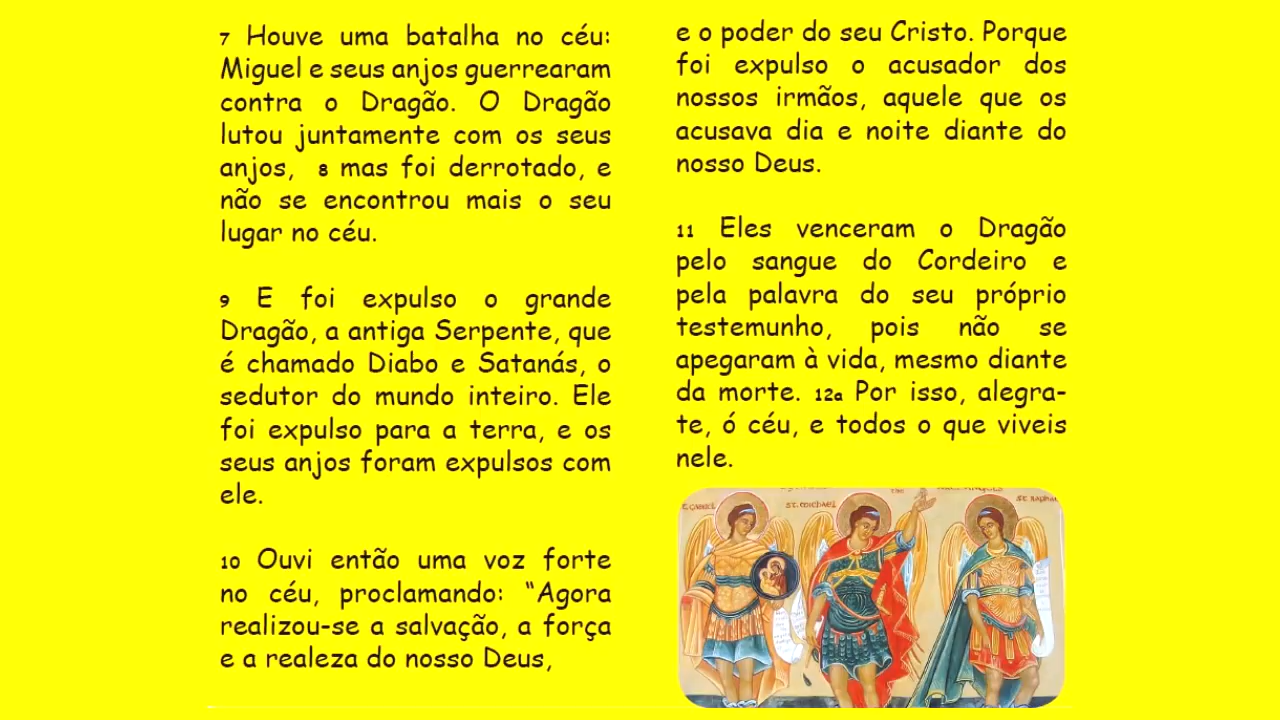 7 Houve uma batalha no céu:
Miguel e seus anjos guerrearam
contra o Dragão. O Dragão
lutou juntamente com os seus
anjos, 8 mas foi derrotado, e
não se encontrou mais o seu
lugar no céu.
9 E foi expulso o grande
Dragão, a antiga Serpente, que
é chamado Diabo e Satanás, o
sedutor do mundo inteiro. Ele
foi expulso para a terra, e os
seus anjos foram expulsos com
ele.
10 Ouvi então uma voz forte
no céu, proclamando: “Agora
realizou-se a salvação, a força
e a realeza do nosso Deus,
e o poder do seu Cristo. Porque
foi expulso o acusador dos
nossos irmãos, aquele que os
acusava dia e noite diante do
nosso Deus.
11 Eles venceram o Dragão
pelo sangue do Cordeiro e
pela palavra do seu próprio
testemunho, pois não se
apegaram à vida, mesmo diante
da morte. 12a Por isso, alegra-
te, ó céu, e todos o que viveis
nele.
ST. MICHAEL